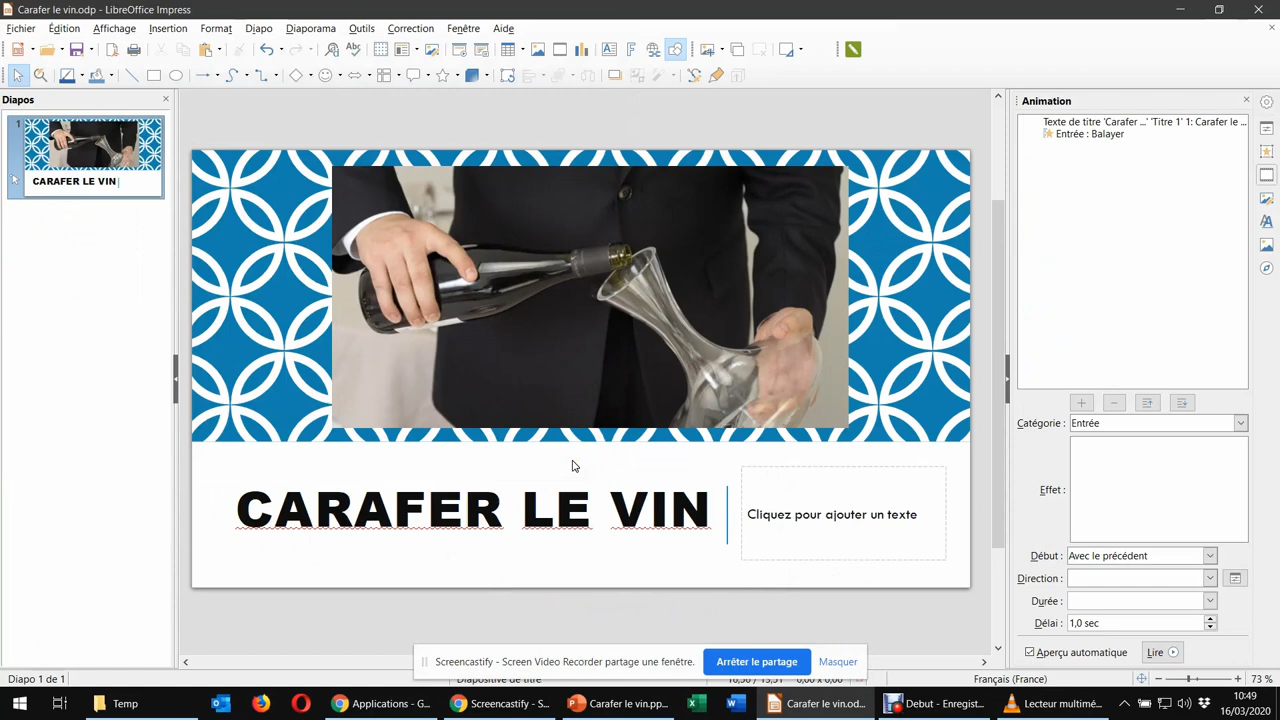 Carafer le vin.odp - LibreOffice Impress
Fichier Édition Affichage Insertion Format Diapo Diaporama Outils Correction Fenêtre Aide
Diapos
1
CARAFER LE VIN
CARAFER LE VIN
Cliquez pour ajouter un texte
Animation
Texte de titre 'Carafer ...' 'Titre 1' 1: Carafer le ...
Entrée : Balayer
Catégorie : Entrée
Effet :
Début : Avec le précédent
Direction :
Durée :
Délai : 1,0 sec
Aperçu automatique Lire
Screencastify - Screen Video Recorder partage une fenêtre. Arrêter le partage Masquer
Diapo 1 de 1 Français (France) 73 %
Temp Applications - G... Screencastify - S... Carafer le vin.pp... Carafer le vin.od... Debut - Enregist... Lecteur multimé...
10:49
16/03/2020